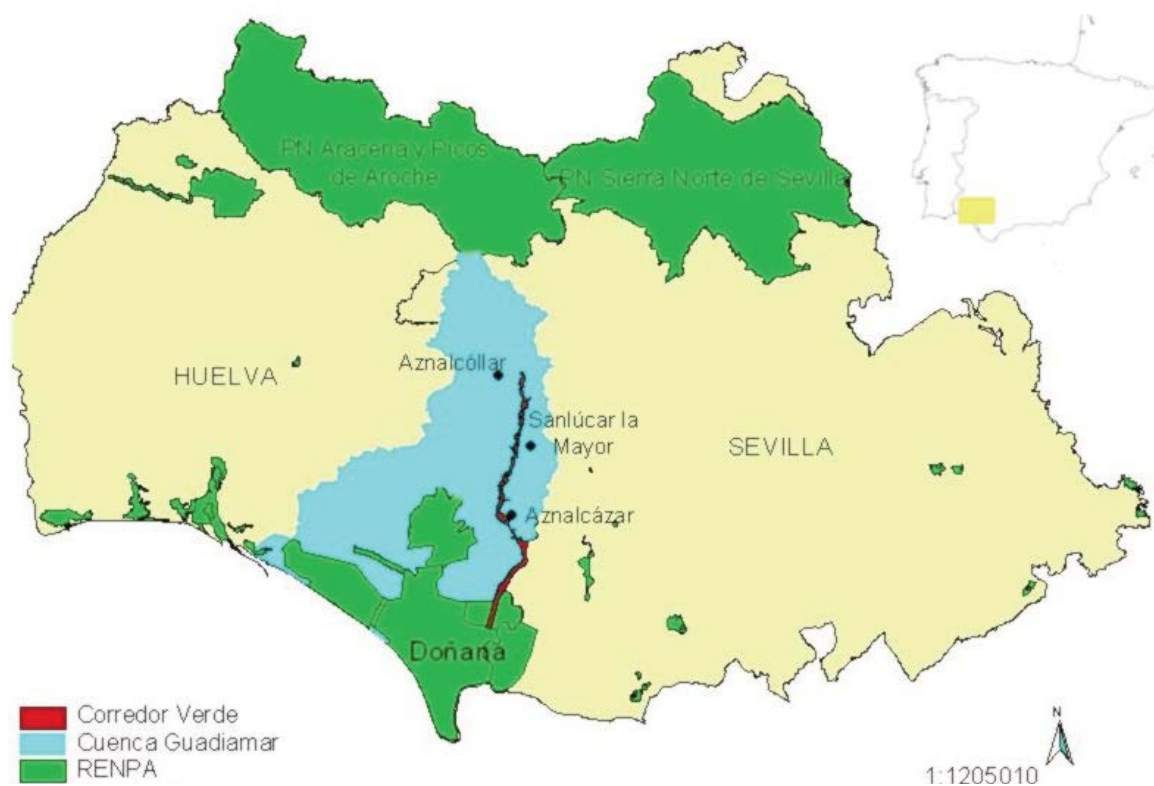 PN Aracena y Picos
de Aroche
PN Sierra Norte de Sevilla
Aznalcóllar
HUELVA
Sanlúcar la
Mayor
SEVILLA
Aznalcázar
Doñana
Corredor Verde
Cuenca Guadiamar
RENPA
N
1:1205010